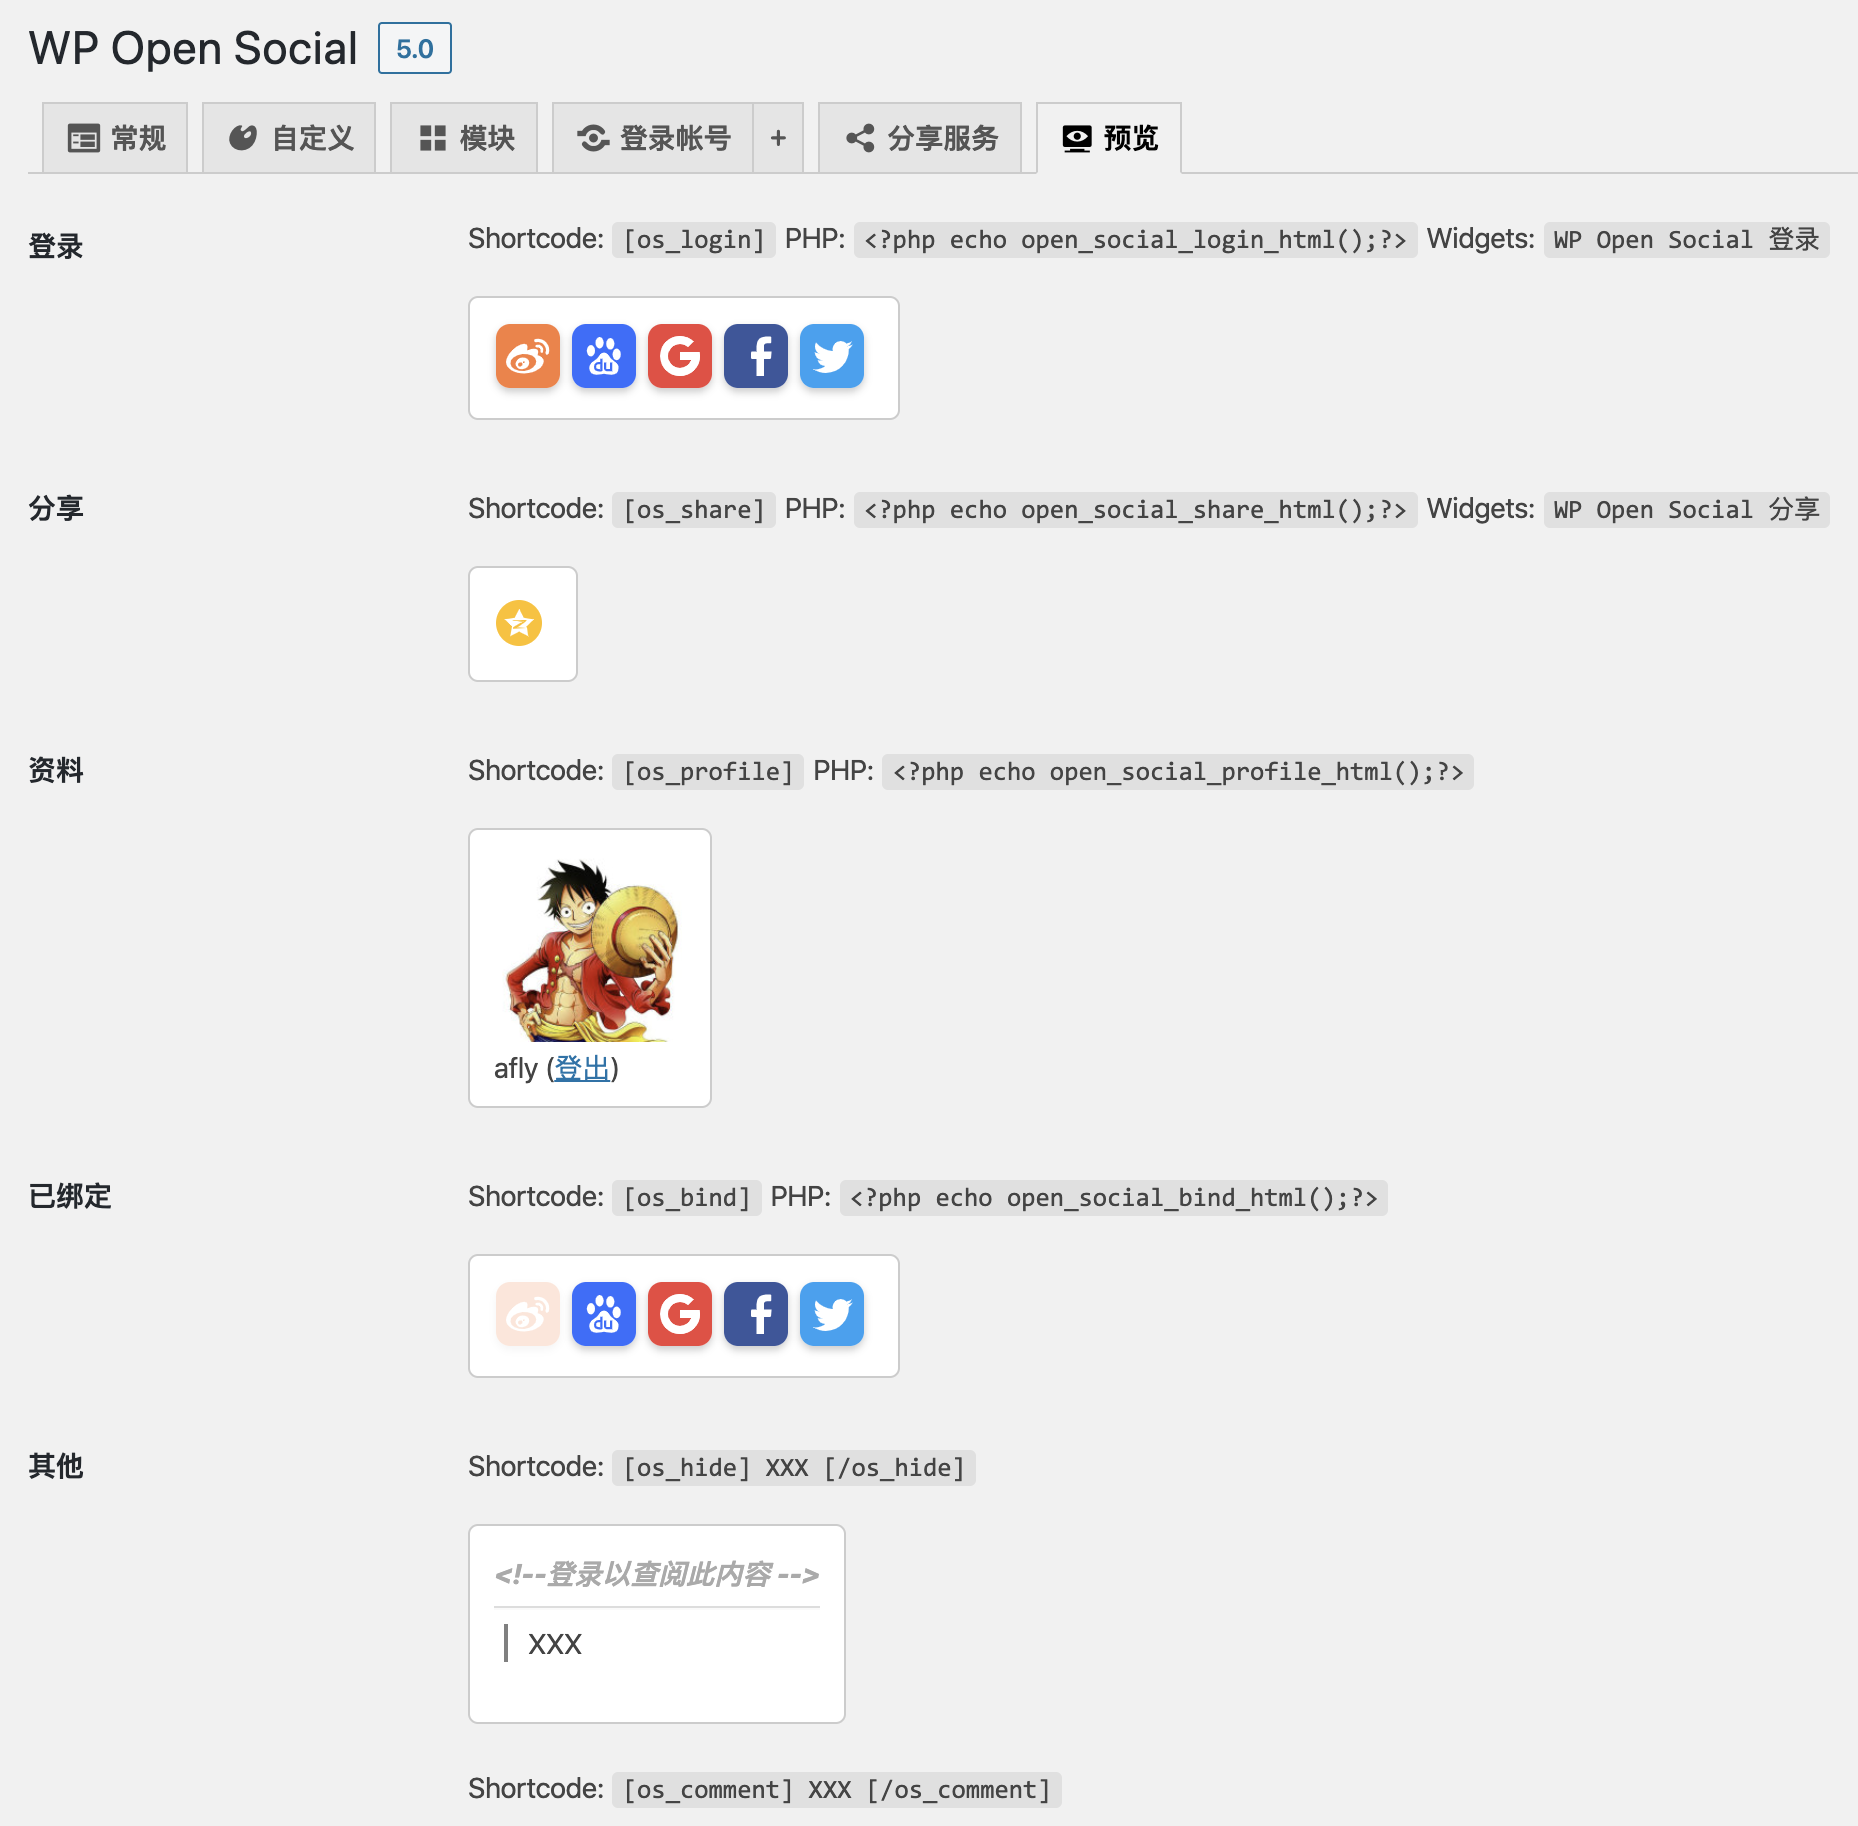 WP Open Social 5.0
常规 自定义 模块 登录帐号 + 分享服务 预览
登录
Shortcode: [os_login] PHP: <?php echo open_social_login_html();?> Widgets: WP Open Social 登录
du
分享
Shortcode: [os_share] PHP: <?php echo open_social_share_html();?> Widgets: WP Open Social 分享
资料
Shortcode: [os_profile] PHP: <?php echo open_social_profile_html();?>
afly (登出)
已绑定
Shortcode: [os_bind] PHP: <?php echo open_social_bind_html();?>
du
其他
Shortcode: [os_hide] XXX [/os_hide]
<!--登录以查阅此内容 -->
XXX
Shortcode: [os_comment] XXX [/os_comment]